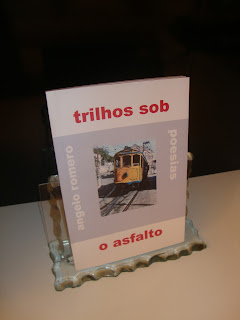 trilhos sob
angelo romero
poesias
o asfalto